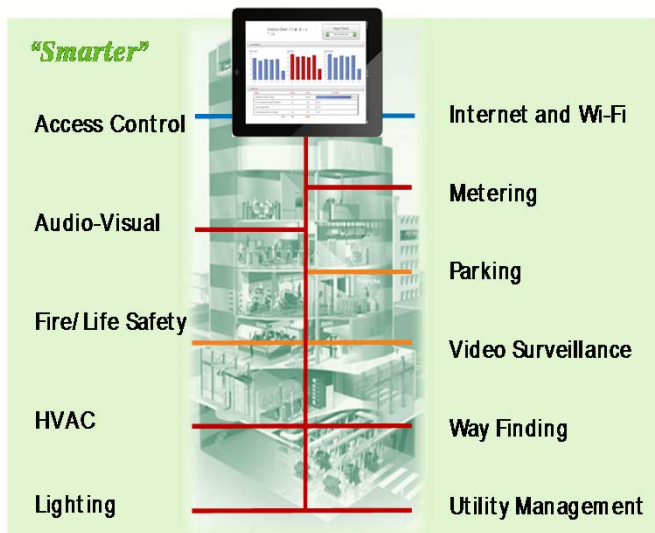 “Smarter”
Access Control
Audio-Visual
Fire/ Life Safety
HVAC
Lighting
Internet and Wi-Fi
Metering
Parking
Video Surveillance
Way Finding
Utility Management